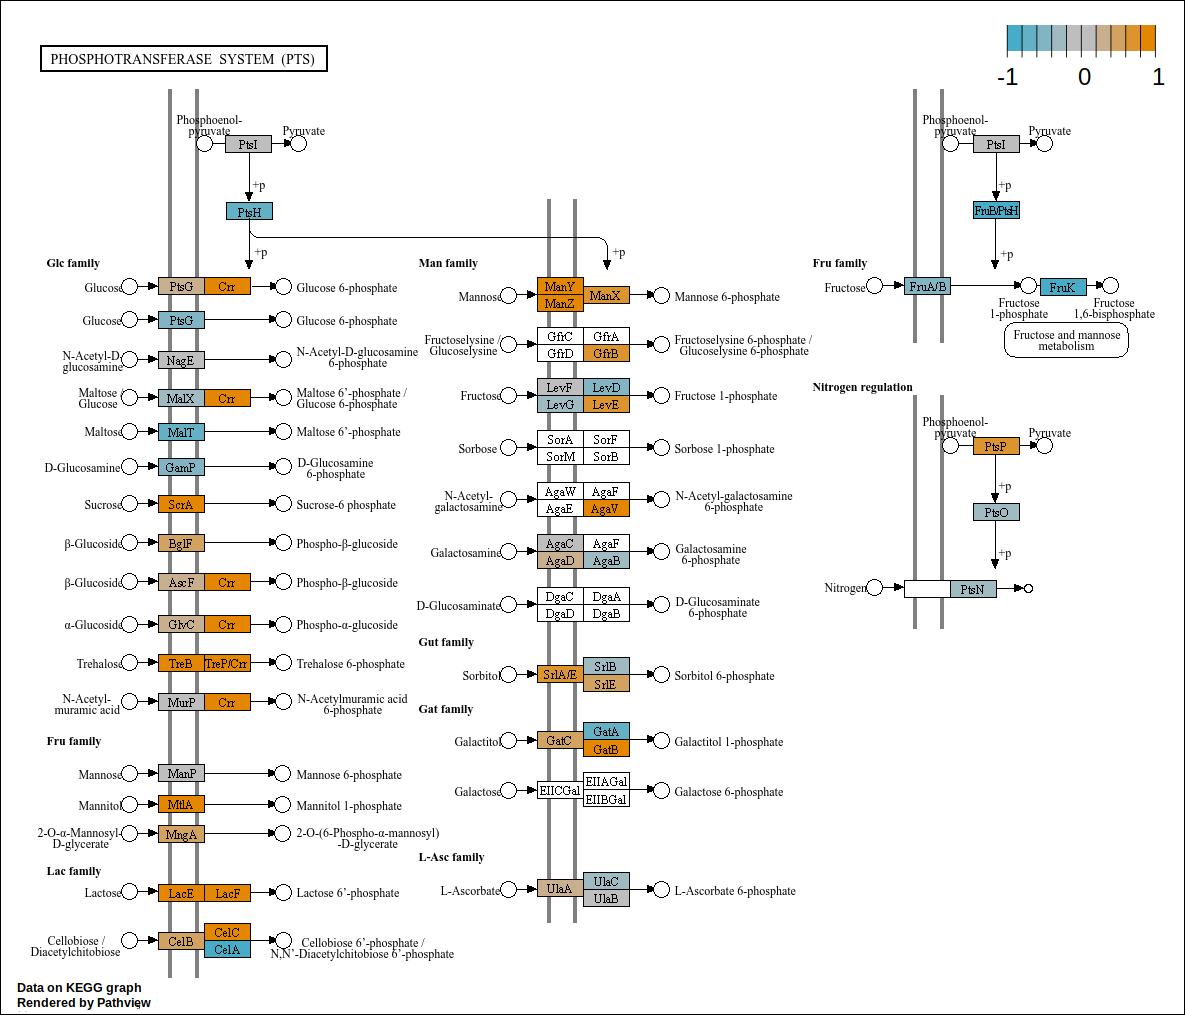 PHOSPHOTRANSFERASE SYSTEM (PTS)
-1 0 1
Phosphoenol-
pyruvate
Pyruvate
PtsI
+p
PtsH
+p
+p
Glc family
Glucose
PtsG
Crr
Glucose 6-phosphate
Glucose
PtsG
Glucose 6-phosphate
N-Acetyl-D-
glucosamine
NagE
N-Acetyl-D-glucosamine
6-phosphate
Maltose /
Glucose
MalX
Crr
Maltose 6'-phosphate /
Glucose 6-phosphate
Maltose
MalT
Maltose 6'-phosphate
D-Glucosamine
GamP
D-Glucosamine
6-phosphate
Sucrose
ScrA
Sucrose-6 phosphate
β-Glucoside
BglF
Phospho-β-glucoside
β-Glucoside
AscF
Crr
Phospho-β-glucoside
α-Glucoside
GlvC
Crr
Phospho-α-glucoside
Trehalose
TreB
TreP/Crr
Trehalose 6-phosphate
N-Acetyl-
muramic acid
MurP
Crr
N-Acetylmuramic acid
6-phosphate
Fru family
Mannose
ManP
Mannose 6-phosphate
Mannitol
MtlA
Mannitol 1-phosphate
2-O-α-Mannosyl-
D-glycerate
MngA
2-O-(6-Phospho-α-mannosyl)
-D-glycerate
Lac family
Lactose
LacE
LacF
Lactose 6'-phosphate
Cellobiose /
Diacetylchitobiose
CelB
CelC
CelA
Cellobiose 6'-phosphate /
N,N'-Diacetylchitobiose 6'-phosphate
Man family
Mannose
ManY
ManZ
ManX
Mannose 6-phosphate
Fructoselysine /
Glucoselysine
GfrC
GfrA
GfrD
GfrB
Fructoselysine 6-phosphate /
Glucoselysine 6-phosphate
Fructose
LevF
LevD
LevG
LevE
Fructose 1-phosphate
Sorbose
SorA
SorF
SorM
SorB
Sorbose 1-phosphate
N-Acetyl-
galactosamine
AgaW
AgaF
AgaE
AgaV
N-Acetyl-galactosamine
6-phosphate
Galactosamine
AgaC
AgaF
AgaD
AgaB
Galactosamine
6-phosphate
D-Glucosaminate
DgaC
DgaA
DgaD
DgaB
D-Glucosaminate
6-phosphate
Gut family
Sorbitol
SrlA/E
SrlB
SrlE
Sorbitol 6-phosphate
Gat family
Galactitol
GatC
GatA
GatB
Galactitol 1-phosphate
Galactose
EIICGal
EIIAGal
EIIBGal
Galactose 6-phosphate
L-Asc family
L-Ascorbate
UlaA
UlaC
UlaB
L-Ascorbate 6-phosphate
Phosphoenol-
pyruvate
Pyruvate
PtsI
+p
FruB/PtsH
+p
Fru family
Fructose
FruA/B
FruK
Fructose
1-phosphate
Fructose
1,6-bisphosphate
Fructose and mannose
metabolism
Nitrogen regulation
Phosphoenol-
pyruvate
Pyruvate
PtsP
+p
PtsO
+p
Nitrogen
PtsN
Data on KEGG graph
Rendered by Pathview